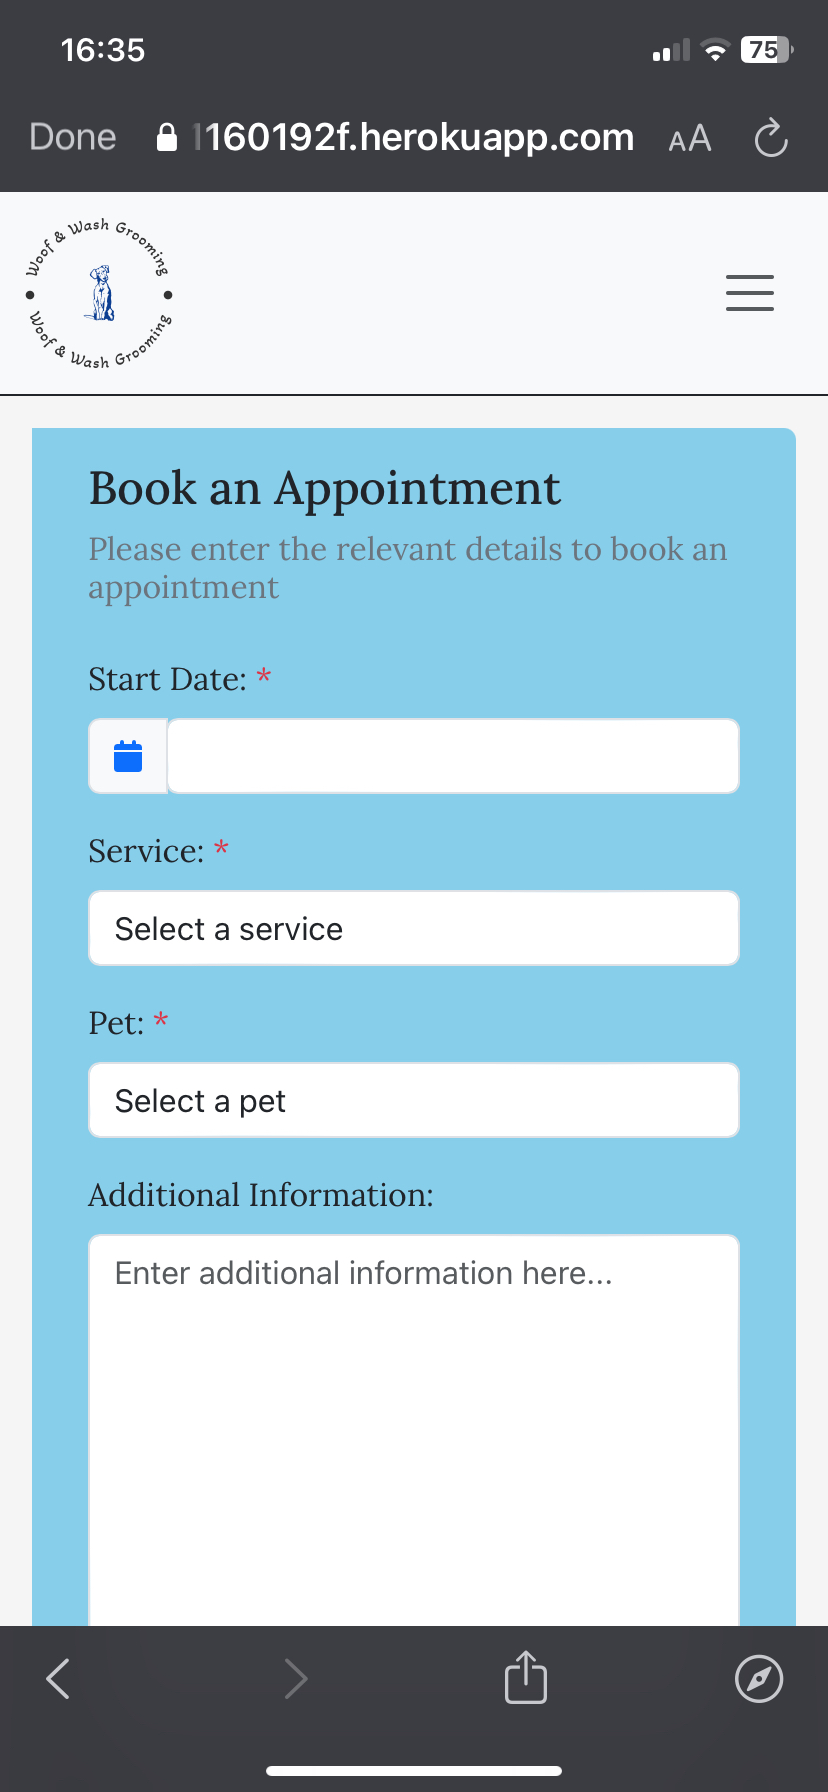 16:35
75
Done
1160192f.herokuapp.com
AA
Woof & Wash Grooming
Woof & Wash Grooming
Book an Appointment
Please enter the relevant details to book an
appointment
Start Date: *
Service: *
Select a service
Pet: *
Select a pet
Additional Information:
Enter additional information here...